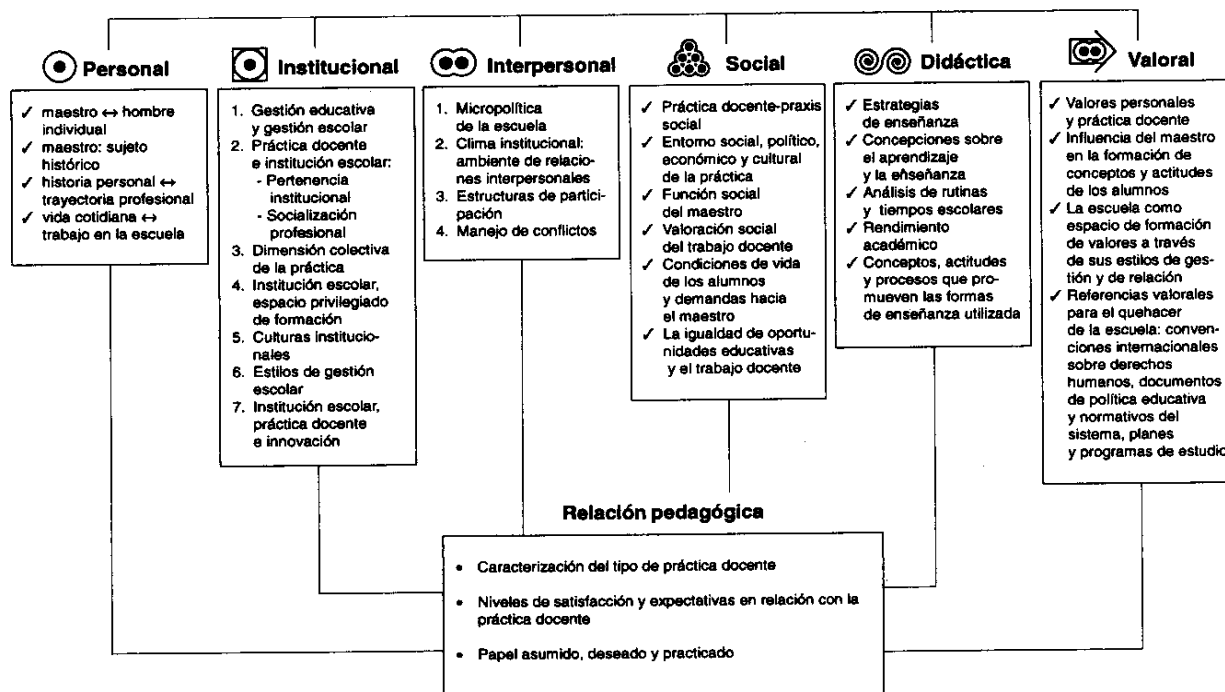 Personal
✓ maestro ↔ hombre
individual
✓ maestro: sujeto
histórico
✓ historia personal ↔
trayectoria profesional
✓ vida cotidiana ↔
trabajo en la escuela
Institucional
1. Gestión educativa
y gestión escolar
2. Práctica docente
e institución escolar:
- Pertenencia
institucional
- Socialización
profesional
3. Dimensión colectiva
de la práctica
4. Institución escolar,
espacio privilegiado
de formación
5. Culturas institucio-
nales
6. Estilos de gestión
escolar
7. Institución escolar,
práctica docente
e innovación
Interpersonal
1. Micropolítica
de la escuela
2. Clima institucional:
ambiente de relacio-
nes interpersonales
3. Estructuras de partici-
pación
4. Manejo de conflictos
Social
✓ Práctica docente-praxis
social
✓ Entorno social, político,
económico y cultural
de la práctica
✓ Función social
del maestro
✓ Valoración social
del trabajo docente
✓ Condiciones de vida
de los alumnos
y demandas hacia
el maestro
✓ La igualdad de oportu-
nidades educativas
y el trabajo docente
Didáctica
✓ Estrategias
de enseñanza
✓ Concepciones sobre
el aprendizaje
y la enseñanza
✓ Análisis de rutinas
y tiempos escolares
✓ Rendimiento
académico
✓ Conceptos, actitudes
y procesos que pro-
mueven las formas
de enseñanza utilizada
Valoral
✓ Valores personales
y práctica docente
✓ Influencia del maestro
en la formación de
conceptos y actitudes
de los alumnos
✓ La escuela como
espacio de formación
de valores a través
de sus estilos de ges-
tión y de relación
✓ Referencias valorales
para el quehacer
de la escuela: conven-
ciones internacionales
sobre derechos
humanos, documentos
de política educativa
y normativos del
sistema, planes
y programas de estudio
Relación pedagógica
• Caracterización del tipo de práctica docente
• Niveles de satisfacción y expectativas en relación con la
práctica docente
• Papel asumido, deseado y practicado